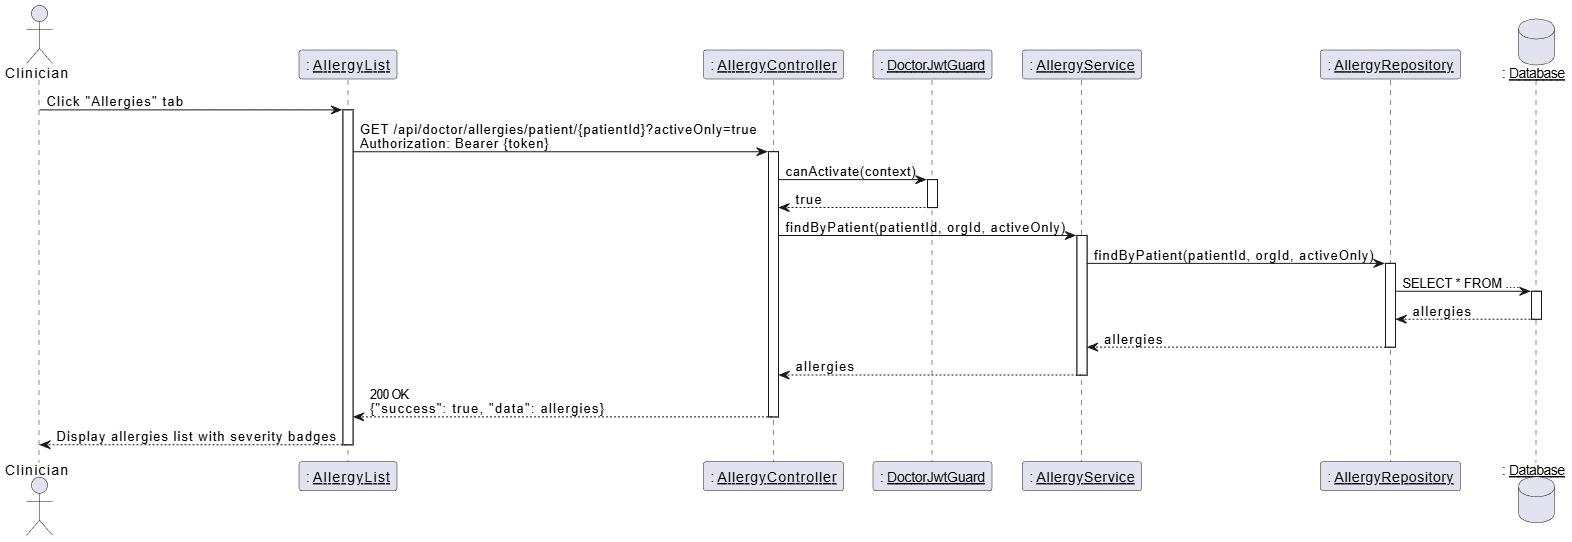 Clinician
: AllergyList
: AllergyController
: DoctorJwtGuard
: AllergyService
: AllergyRepository
: Database
Click "Allergies" tab
GET /api/doctor/allergies/patient/{patientId}?activeOnly=true
Authorization: Bearer {token}
canActivate(context)
true
findByPatient(patientId, orgId, activeOnly)
findByPatient(patientId, orgId, activeOnly)
SELECT * FROM ....
allergies
allergies
allergies
200 OK
{"success": true, "data": allergies}
Display allergies list with severity badges
Clinician
: AllergyList
: AllergyController
: DoctorJwtGuard
: AllergyService
: AllergyRepository
: Database